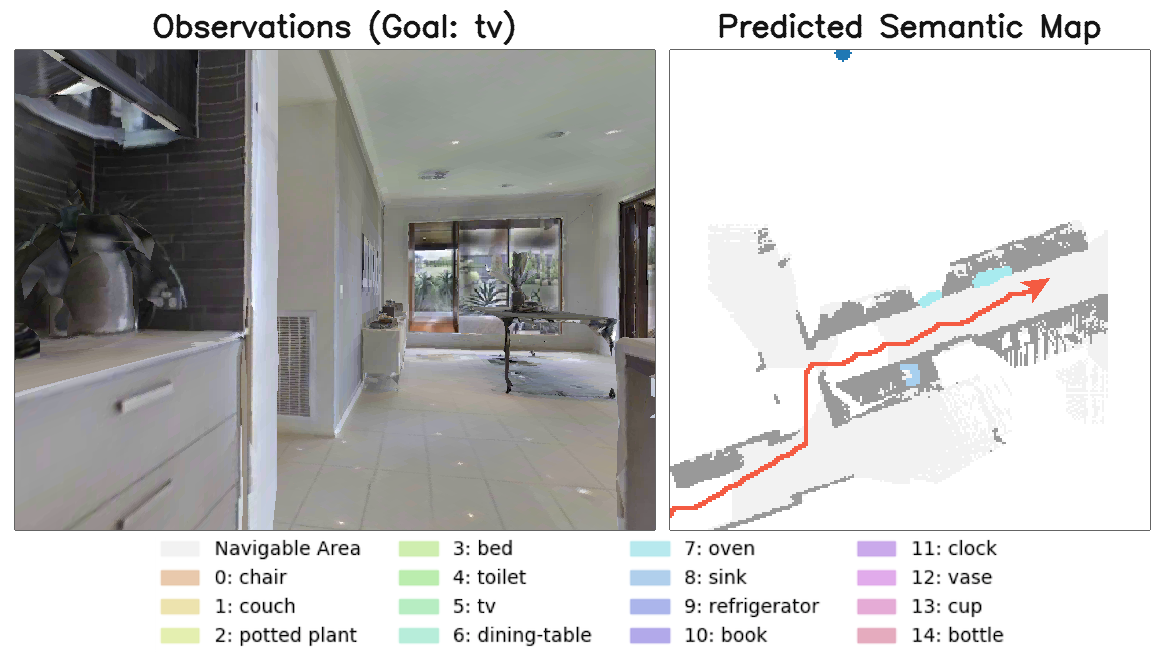 Observations (Goal: tv)
Predicted Semantic Map
Navigable Area
0: chair
1: couch
2: potted plant
3: bed
4: toilet
5: tv
6: dining-table
7: oven
8: sink
9: refrigerator
10: book
11: clock
12: vase
13: cup
14: bottle